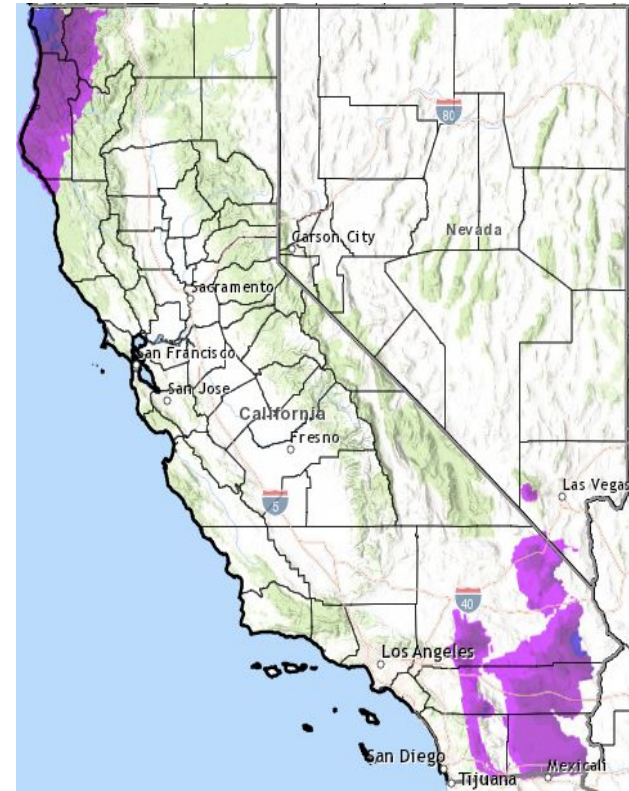 80
Nevada
Carson City
Sacramento
San Francisco
San Jose
California
Fresno
5
Las Vegas
40
Los Angeles
San Diego
Mexicali
Tijuana